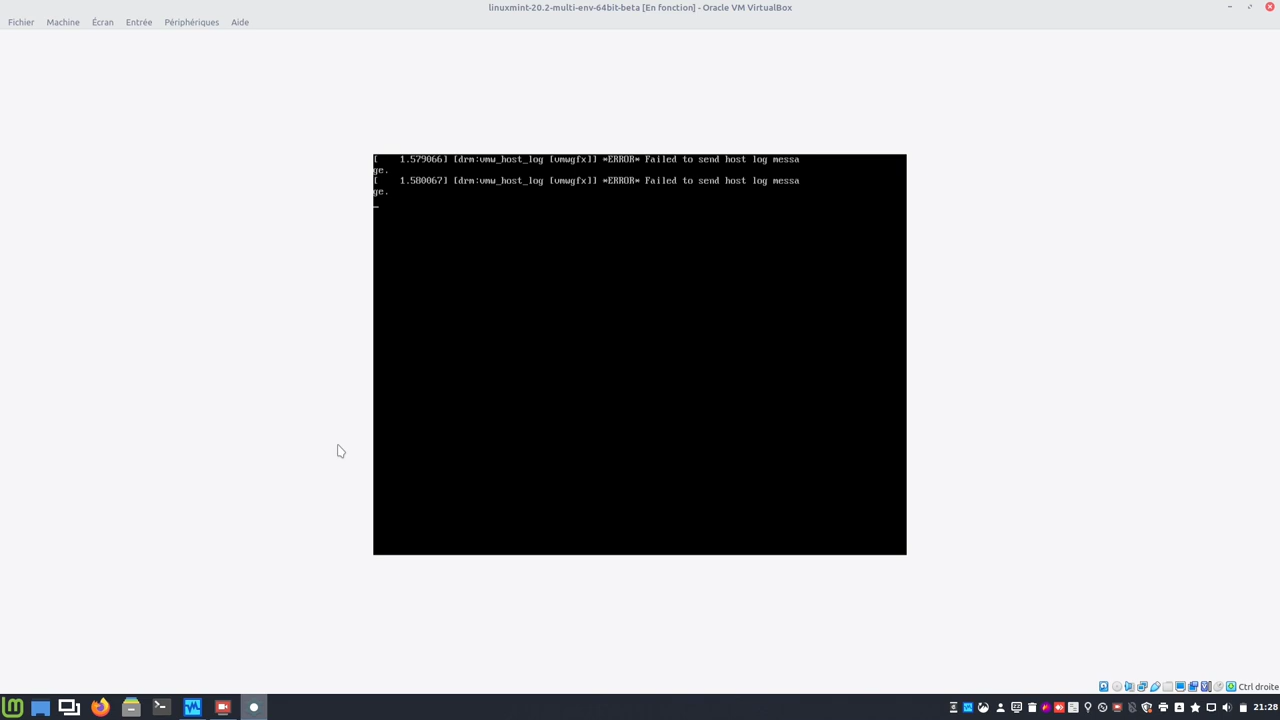 linuxmint-20.2-multi-env-64bit-beta [En fonction] - Oracle VM VirtualBox
Fichier Machine Écran Entrée Périphériques Aide
[    1.579066] [drm:vmw_host_log [vmwgfx]] *ERROR* Failed to send host log messa
ge.
[    1.580067] [drm:vmw_host_log [vmwgfx]] *ERROR* Failed to send host log messa
ge.
Ctrl droite
21:28